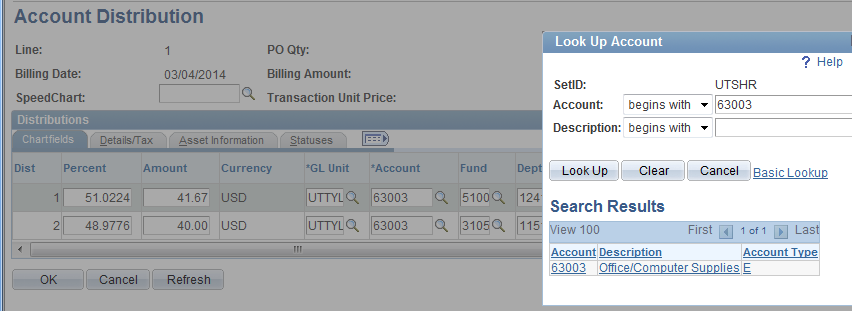 Account Distribution
Line: 1 PO Qty:
Billing Date: 03/04/2014 Billing Amount:
SpeedChart: Transaction Unit Price:
Distributions
Chartfields Details/Tax Asset Information Statuses
Dist Percent Amount Currency *GL Unit *Account Fund Dept
1 51.0224 41.67 USD UTTYL 63003 5100 124
2 48.9776 40.00 USD UTTYL 63003 3105 115
OK Cancel Refresh
Look Up Account
? Help
SetID: UTSHR
Account: begins with 63003
Description: begins with
Look Up Clear Cancel Basic Lookup
Search Results
View 100 First 1 of 1 Last
Account Description Account Type
63003 Office/Computer Supplies E